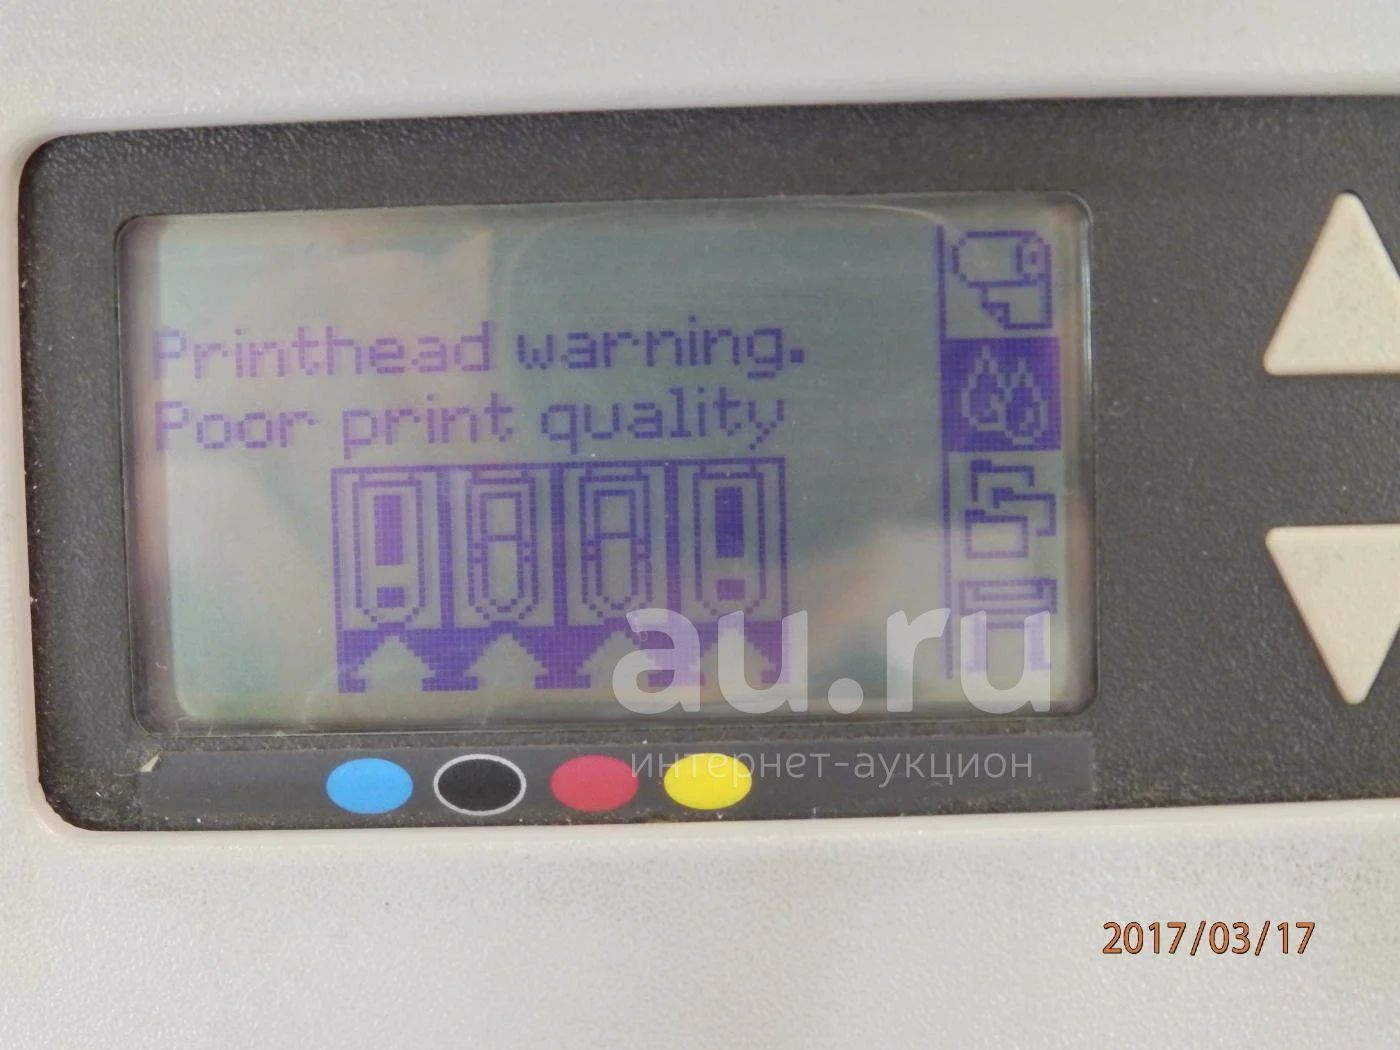 Printhead warning.
Poor print quality
au.ru
интернет-аукцион
2017/03/17